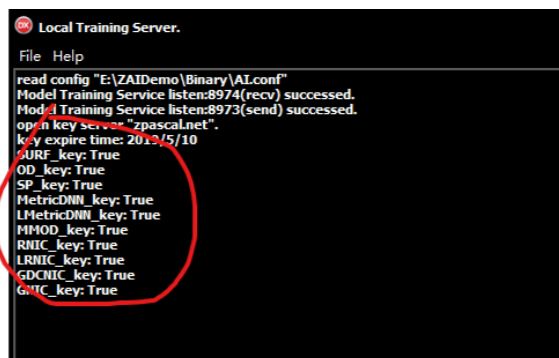 DX Local Training Server.
File Help
read config "E:\ZAIDemo\Binary\AI.conf"
Model Training Service listen:8974(recv) successed.
Model Training Service listen:8973(send) successed.
open key server "zpascal.net".
key expire time: 2019/5/10
SURF_key: True
OD_key: True
SP_key: True
MetricDNN_key: True
LMetricDNN_key: True
MMOD_key: True
RNIC_key: True
LRNIC_key: True
GDCNIC_key: True
GNIC_key: True